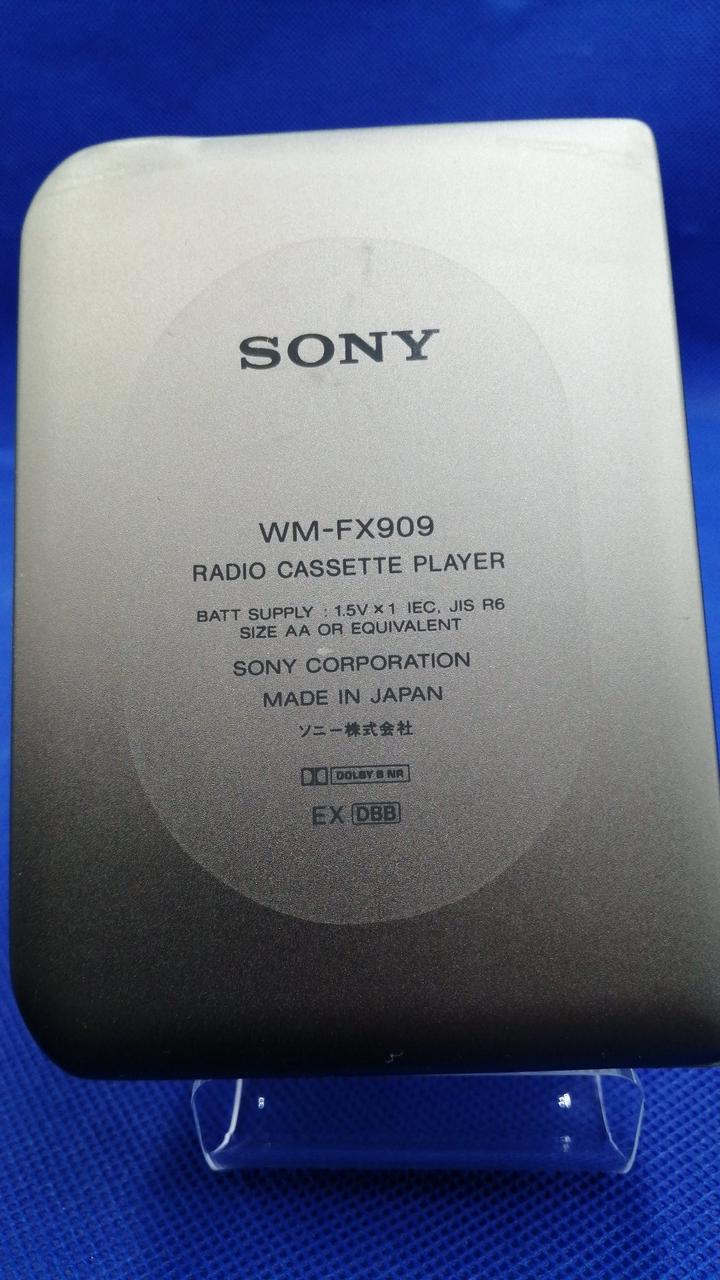 SONY
WM-FX909
RADIO CASSETTE PLAYER
BATT SUPPLY : 1.5V×1 IEC, JIS R6
SIZE AA OR EQUIVALENT
SONY CORPORATION
MADE IN JAPAN
ソニー株式会社
DOLBY B NR
EX DBB